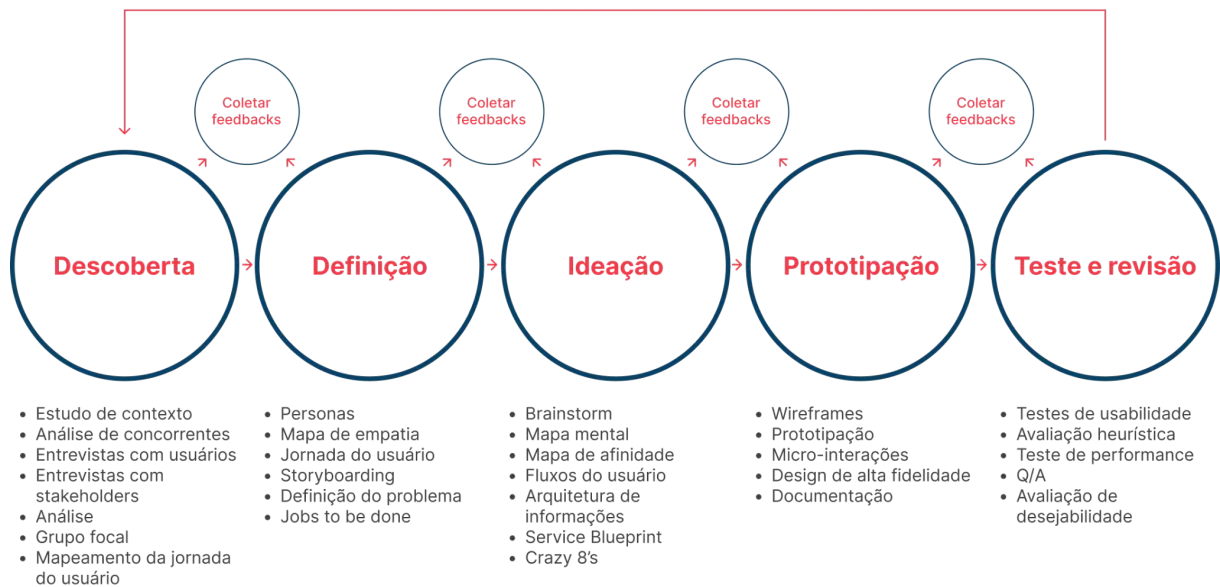 Coletar
feedbacks
Coletar
feedbacks
Coletar
feedbacks
Coletar
feedbacks
Descoberta
Definição
Ideação
Prototipação
Teste e revisão
• Estudo de contexto
• Análise de concorrentes
• Entrevistas com usuários
• Entrevistas com
stakeholders
• Análise
• Grupo focal
• Mapeamento da jornada
do usuário
• Personas
• Mapa de empatia
• Jornada do usuário
• Storyboarding
• Definição do problema
• Jobs to be done
• Brainstorm
• Mapa mental
• Mapa de afinidade
• Fluxos do usuário
• Arquitetura de
informações
• Service Blueprint
• Crazy 8's
• Wireframes
• Prototipação
• Micro-interações
• Design de alta fidelidade
• Documentação
• Testes de usabilidade
• Avaliação heurística
• Teste de performance
• Q/A
• Avaliação de
desejabilidade